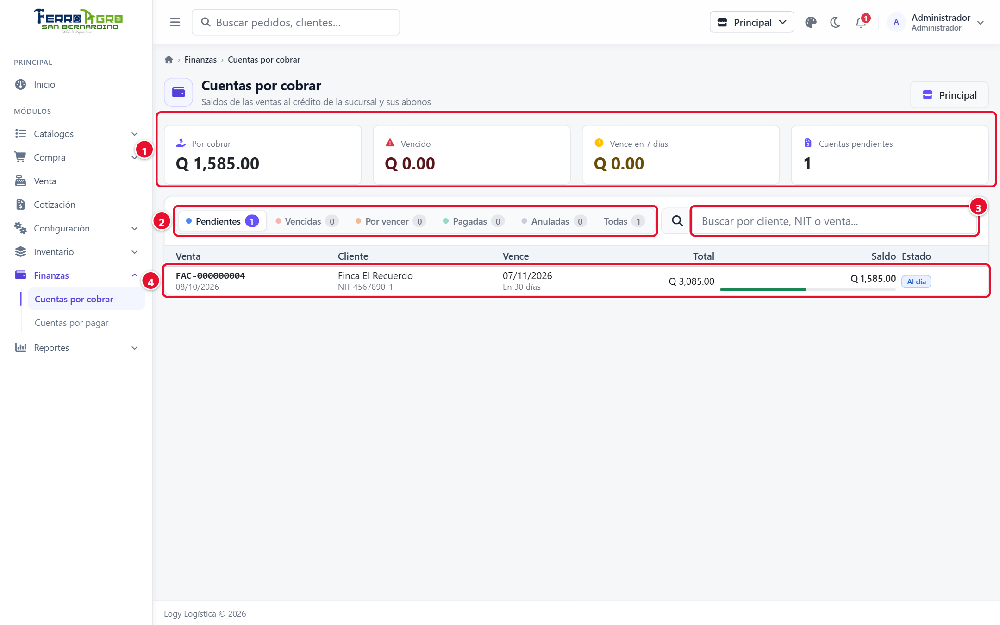 FERRO AGRO
SAN BERNARDINO
Buscar pedidos, clientes...
Principal
1
A
Administrador
Administrador
PRINCIPAL
Inicio
MÓDULOS
Catálogos
Compra
Venta
Cotización
Configuración
Inventario
Finanzas
Cuentas por cobrar
Cuentas por pagar
Reportes
Finanzas › Cuentas por cobrar
Cuentas por cobrar
Saldos de las ventas al crédito de la sucursal y sus abonos
Principal
1
Por cobrar
Q 1,585.00
Vencido
Q 0.00
Vence en 7 días
Q 0.00
Cuentas pendientes
1
2
Pendientes 1 Vencidas 0 Por vencer 0 Pagadas 0 Anuladas 0 Todas 1
Buscar por cliente, NIT o venta...
3
Venta Cliente Vence Total Saldo Estado
4
FAC-000000004 Finca El Recuerdo 07/11/2026 Q 3,085.00 Q 1,585.00 Al día
08/10/2026 NIT 4567890-1 En 30 días
Logy Logística © 2026